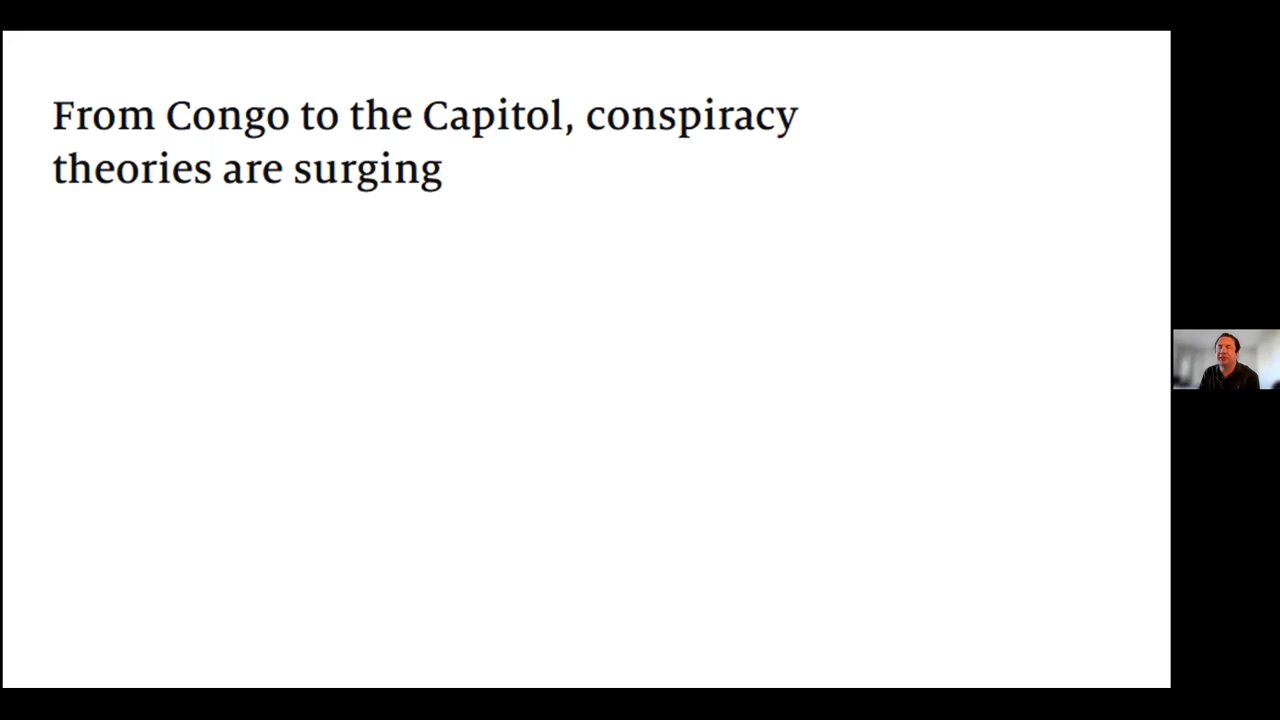 From Congo to the Capitol, conspiracy
theories are surging